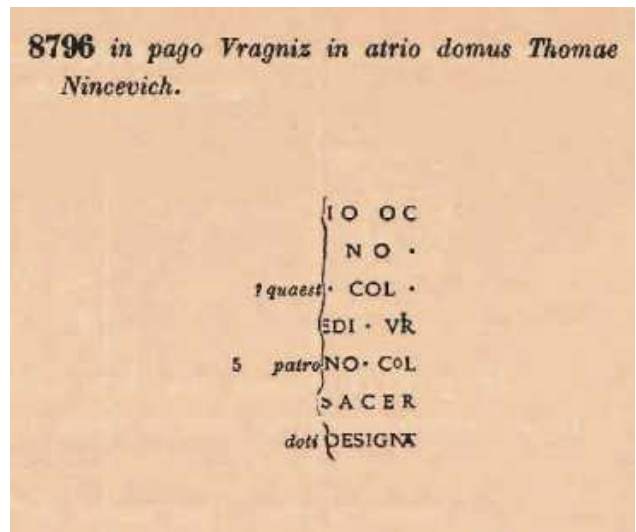 8796 in pago Vragniz in atrio domus Thomae
Nincevich.
IO OC
NO ·
? quaest · COL ·
EDI · VR
5 patro NO · COL
SACER
doti DESIGNAT